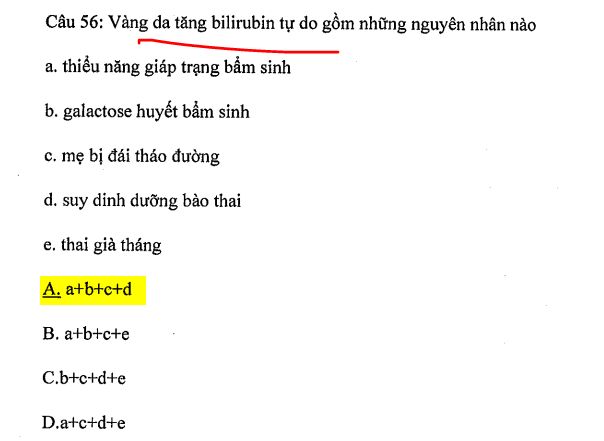 Câu 56: Vàng da tăng bilirubin tự do gồm những nguyên nhân nào
a. thiểu năng giáp trạng bẩm sinh
b. galactose huyết bẩm sinh
c. mẹ bị đái tháo đường
d. suy dinh dưỡng bào thai
e. thai già tháng
A. a+b+c+d
B. a+b+c+e
C.b+c+d+e
D.a+c+d+e